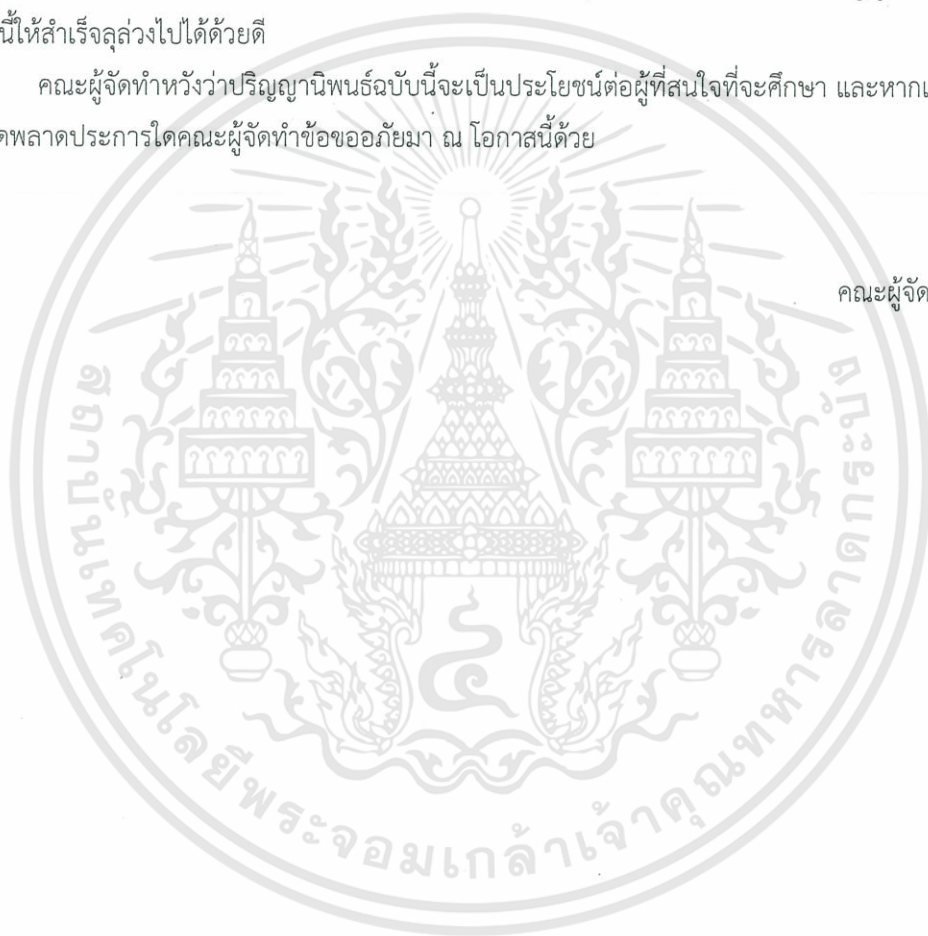 นี้ให้สำเร็จลุล่วงไปได้ด้วยดี
คณะผู้จัดทำหวังว่าปริญญานิพนธ์ฉบับนี้จะเป็นประโยชน์ต่อผู้ที่สนใจที่จะศึกษา และหาก
พลาดประการใดคณะผู้จัดทำข้อขออภัยมา ณ โอกาสนี้ด้วย
คณะผู้จัด
สถาบันเทคโนโลยีพระจอมเกล้าเจ้าคุณทหารลาดกระบัง
๔